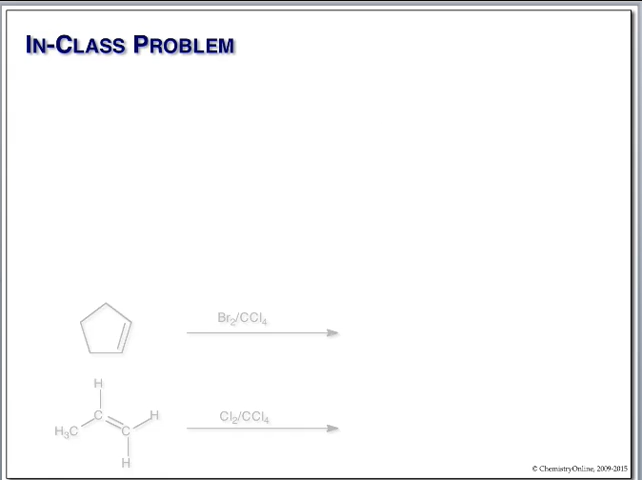 IN-CLASS PROBLEM
Br₂/CCl₄
H
C
H
H₃C
C
H
Cl₂/CCl₄
© ChemistryOnline, 2009-2015